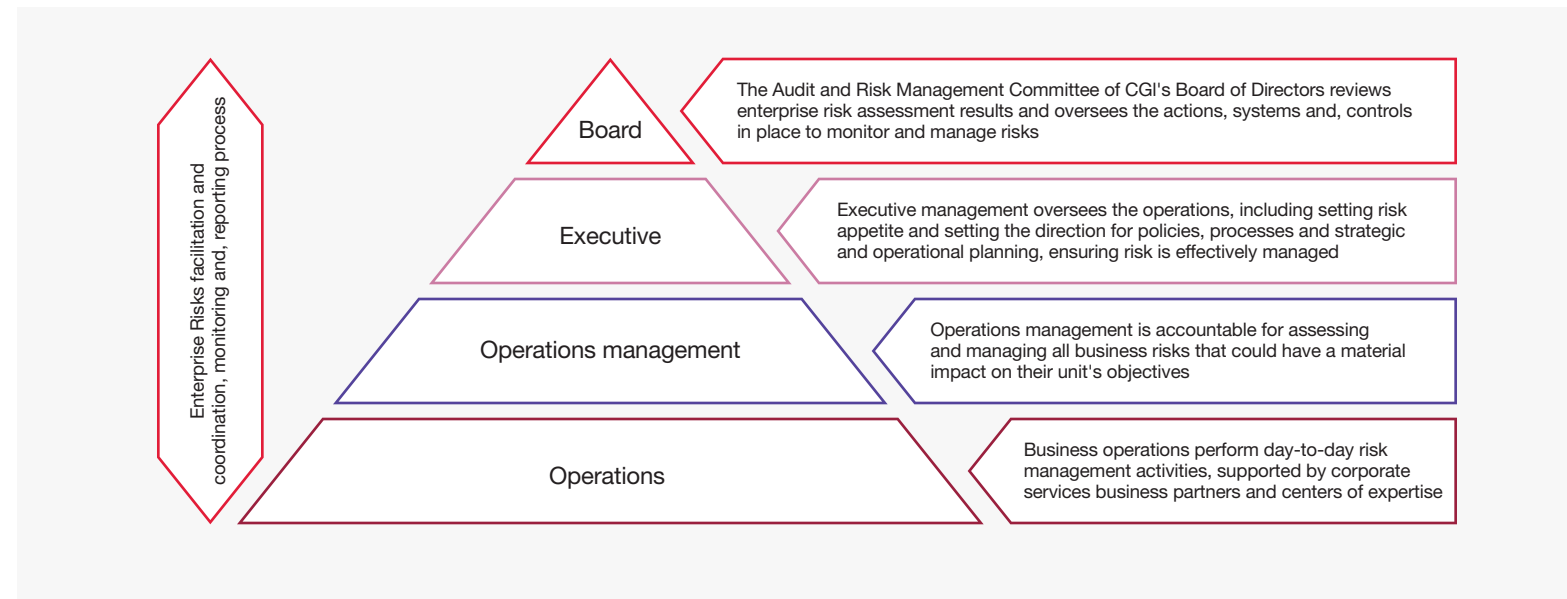 Enterprise Risks facilitation and
coordination, monitoring and, reporting process
Board
The Audit and Risk Management Committee of CGI's Board of Directors reviews
enterprise risk assessment results and oversees the actions, systems and, controls
in place to monitor and manage risks
Executive
Executive management oversees the operations, including setting risk
appetite and setting the direction for policies, processes and strategic
and operational planning, ensuring risk is effectively managed
Operations management
Operations management is accountable for assessing
and managing all business risks that could have a material
impact on their unit's objectives
Operations
Business operations perform day-to-day risk
management activities, supported by corporate
services business partners and centers of expertise